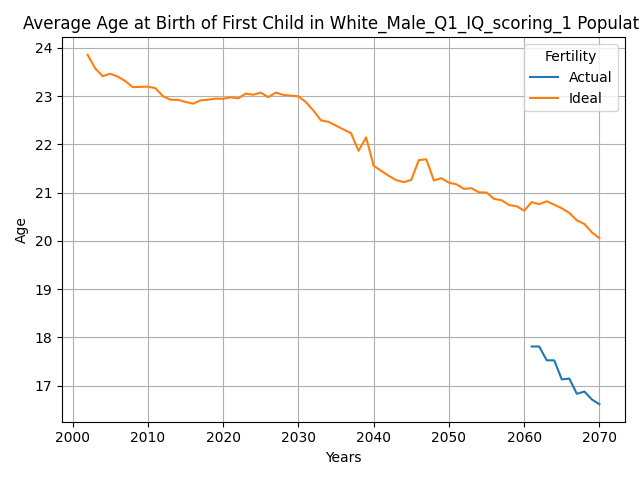 Average Age at Birth of First Child in White_Male_Q1_IQ_scoring_1 Populat
Fertility
Actual
Ideal
Age
24
23
22
21
20
19
18
17
2000 2010 2020 2030 2040 2050 2060 2070
Years